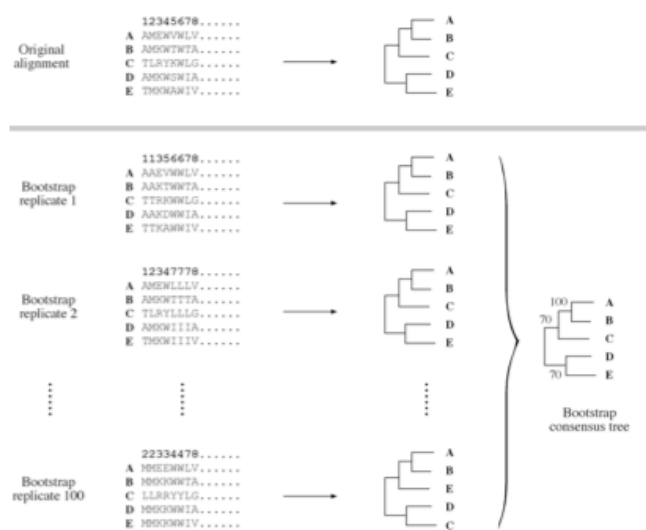 12345678......
A AMEWVWLV......
B AMKWTWTA......
C TLRYKWLG......
D AMKWSWIA......
E TMKWAWIV......
Original
alignment
A
B
C
D
E
11356678......
A AAEVWWLV......
B AAKTWWTA......
C TTRKWWLG......
D AAKDWWIA......
E TTKAWWIV......
Bootstrap
replicate 1
A
B
C
D
E
12347778......
A AMEWLLLV......
B AMKWTTTA......
C TLRYLLLG......
D AMKWIIIA......
E TMKWIIIV......
Bootstrap
replicate 2
A
B
C
D
E
22334478......
A MMEEWWLV......
B MMKKWWTA......
C LLRRYYLG......
D MMKKWWIA......
E MMKKWWIV......
Bootstrap
replicate 100
A
B
E
D
C
100
70
70
A
B
C
D
E
Bootstrap
consensus tree